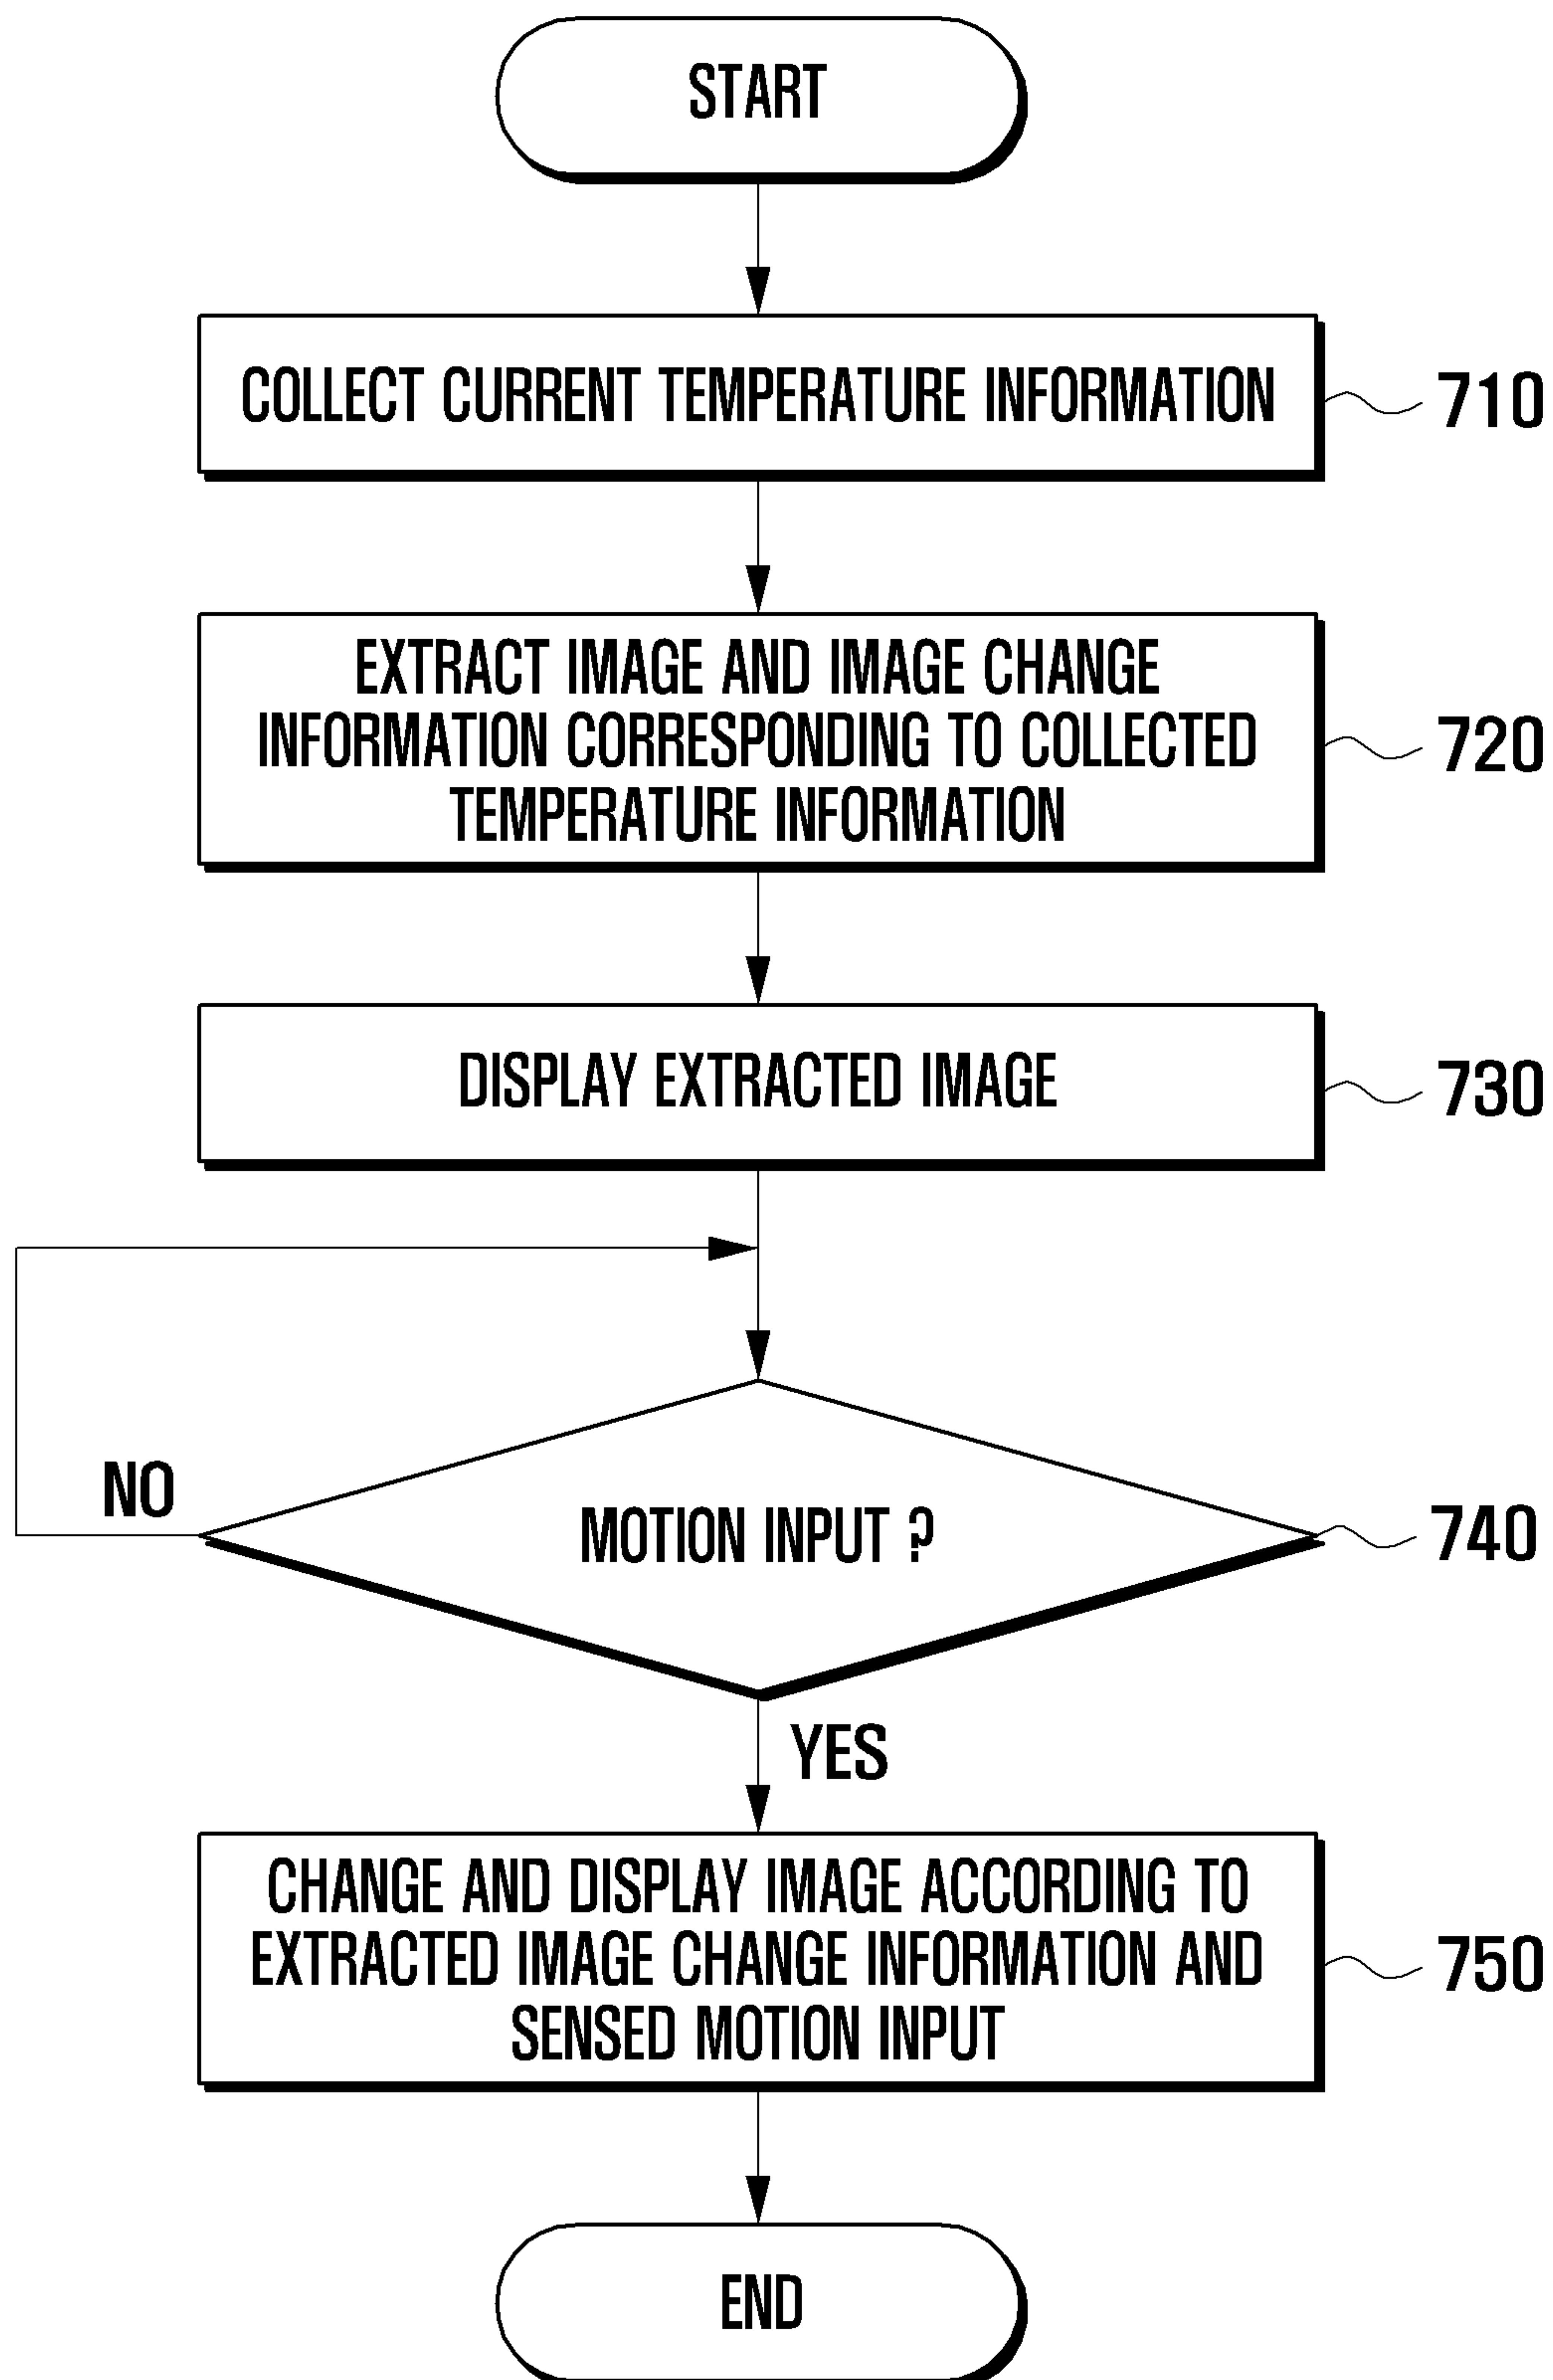 START
COLLECT CURRENT TEMPERATURE INFORMATION
710
EXTRACT IMAGE AND IMAGE CHANGE
INFORMATION CORRESPONDING TO COLLECTED
TEMPERATURE INFORMATION
720
DISPLAY EXTRACTED IMAGE
730
NO
MOTION INPUT ?
740
YES
CHANGE AND DISPLAY IMAGE ACCORDING TO
EXTRACTED IMAGE CHANGE INFORMATION AND
SENSED MOTION INPUT
750
END